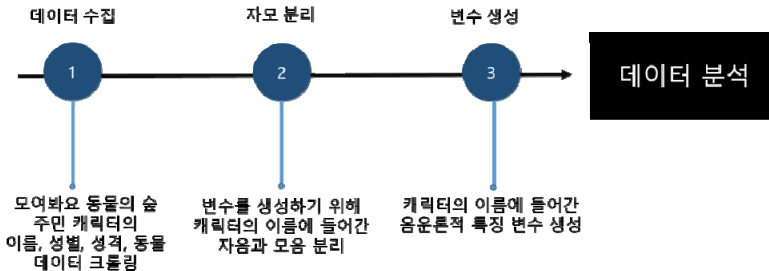 데이터 수집
자모 분리
변수 생성
1
2
3
데이터 분석
모여봐요 동물의 숲
주민 캐릭터의
이름, 성별, 성격, 동물
데이터 크롤링
변수를 생성하기 위해
캐릭터의 이름에 들어간
자음과 모음 분리
캐릭터의 이름에 들어간
음운론적 특징 변수 생성